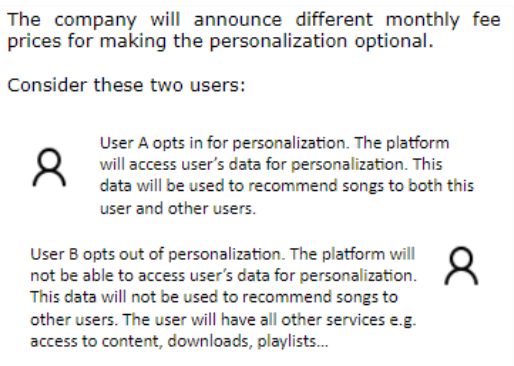 The company will announce different monthly fee
prices for making the personalization optional.
Consider these two users:
User A opts in for personalization. The platform
will access user's data for personalization. This
data will be used to recommend songs to both this
user and other users.
User B opts out of personalization. The platform will
not be able to access user's data for personalization.
This data will not be used to recommend songs to
other users. The user will have all other services e.g.
access to content, downloads, playlists...